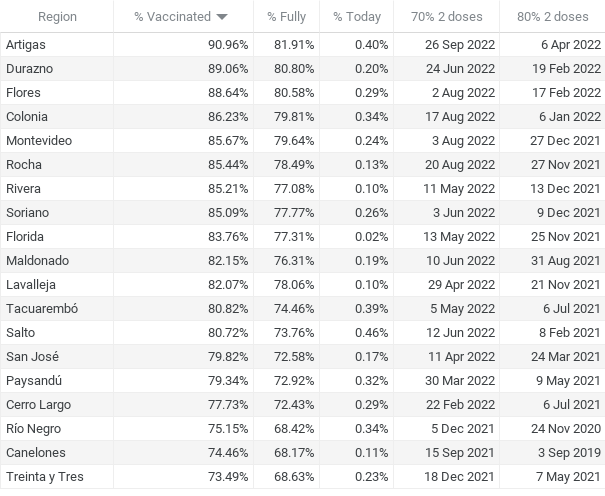 Region % Vaccinated % Fully % Today 70% 2 doses 80% 2 doses
Artigas 90.96% 81.91% 0.40% 26 Sep 2022 6 Apr 2022
Durazno 89.06% 80.80% 0.20% 24 Jun 2022 19 Feb 2022
Flores 88.64% 80.58% 0.29% 2 Aug 2022 17 Feb 2022
Colonia 86.23% 79.81% 0.34% 17 Aug 2022 6 Jan 2022
Montevideo 85.67% 79.64% 0.24% 3 Aug 2022 27 Dec 2021
Rocha 85.44% 78.49% 0.13% 20 Aug 2022 27 Nov 2021
Rivera 85.21% 77.08% 0.10% 11 May 2022 13 Dec 2021
Soriano 85.09% 77.77% 0.26% 3 Jun 2022 9 Dec 2021
Florida 83.76% 77.31% 0.02% 13 May 2022 25 Nov 2021
Maldonado 82.15% 76.31% 0.19% 10 Jun 2022 31 Aug 2021
Lavalleja 82.07% 78.06% 0.10% 29 Apr 2022 21 Nov 2021
Tacuarembó 80.82% 74.46% 0.39% 5 May 2022 6 Jul 2021
Salto 80.72% 73.76% 0.46% 12 Jun 2022 8 Feb 2021
San José 79.82% 72.58% 0.17% 11 Apr 2022 24 Mar 2021
Paysandú 79.34% 72.92% 0.32% 30 Mar 2022 9 May 2021
Cerro Largo 77.73% 72.43% 0.29% 22 Feb 2022 6 Jul 2021
Río Negro 75.15% 68.42% 0.34% 5 Dec 2021 24 Nov 2020
Canelones 74.46% 68.17% 0.11% 15 Sep 2021 3 Sep 2019
Treinta y Tres 73.49% 68.63% 0.23% 18 Dec 2021 7 May 2021